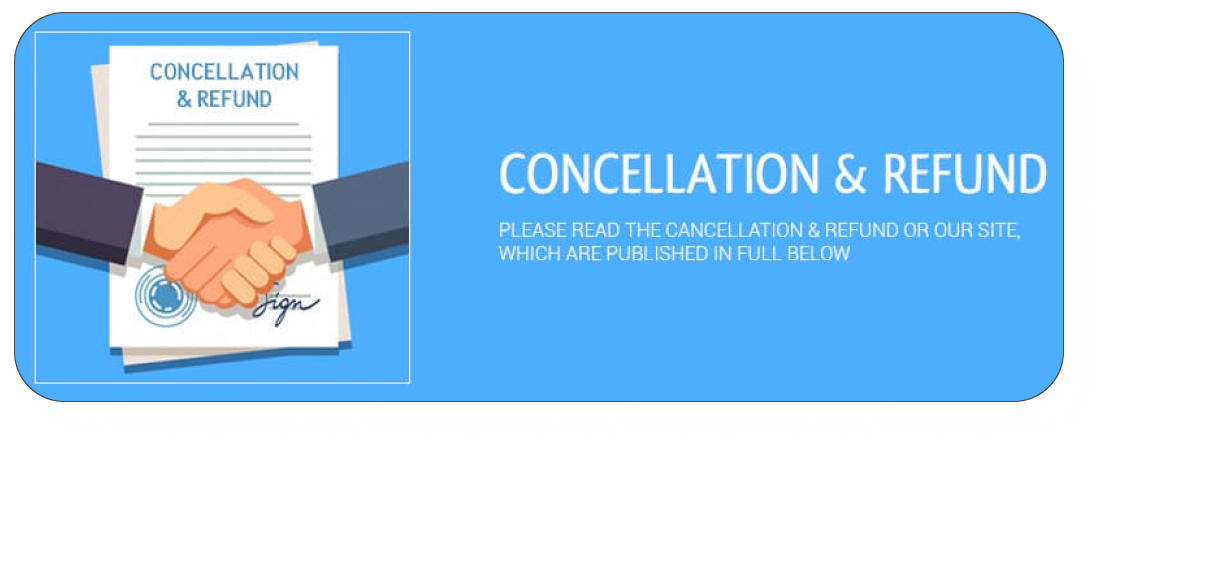 CONCELLATION
& REFUND
Sign
CONCELLATION & REFUND
PLEASE READ THE CANCELLATION & REFUND OR OUR SITE,
WHICH ARE PUBLISHED IN FULL BELOW